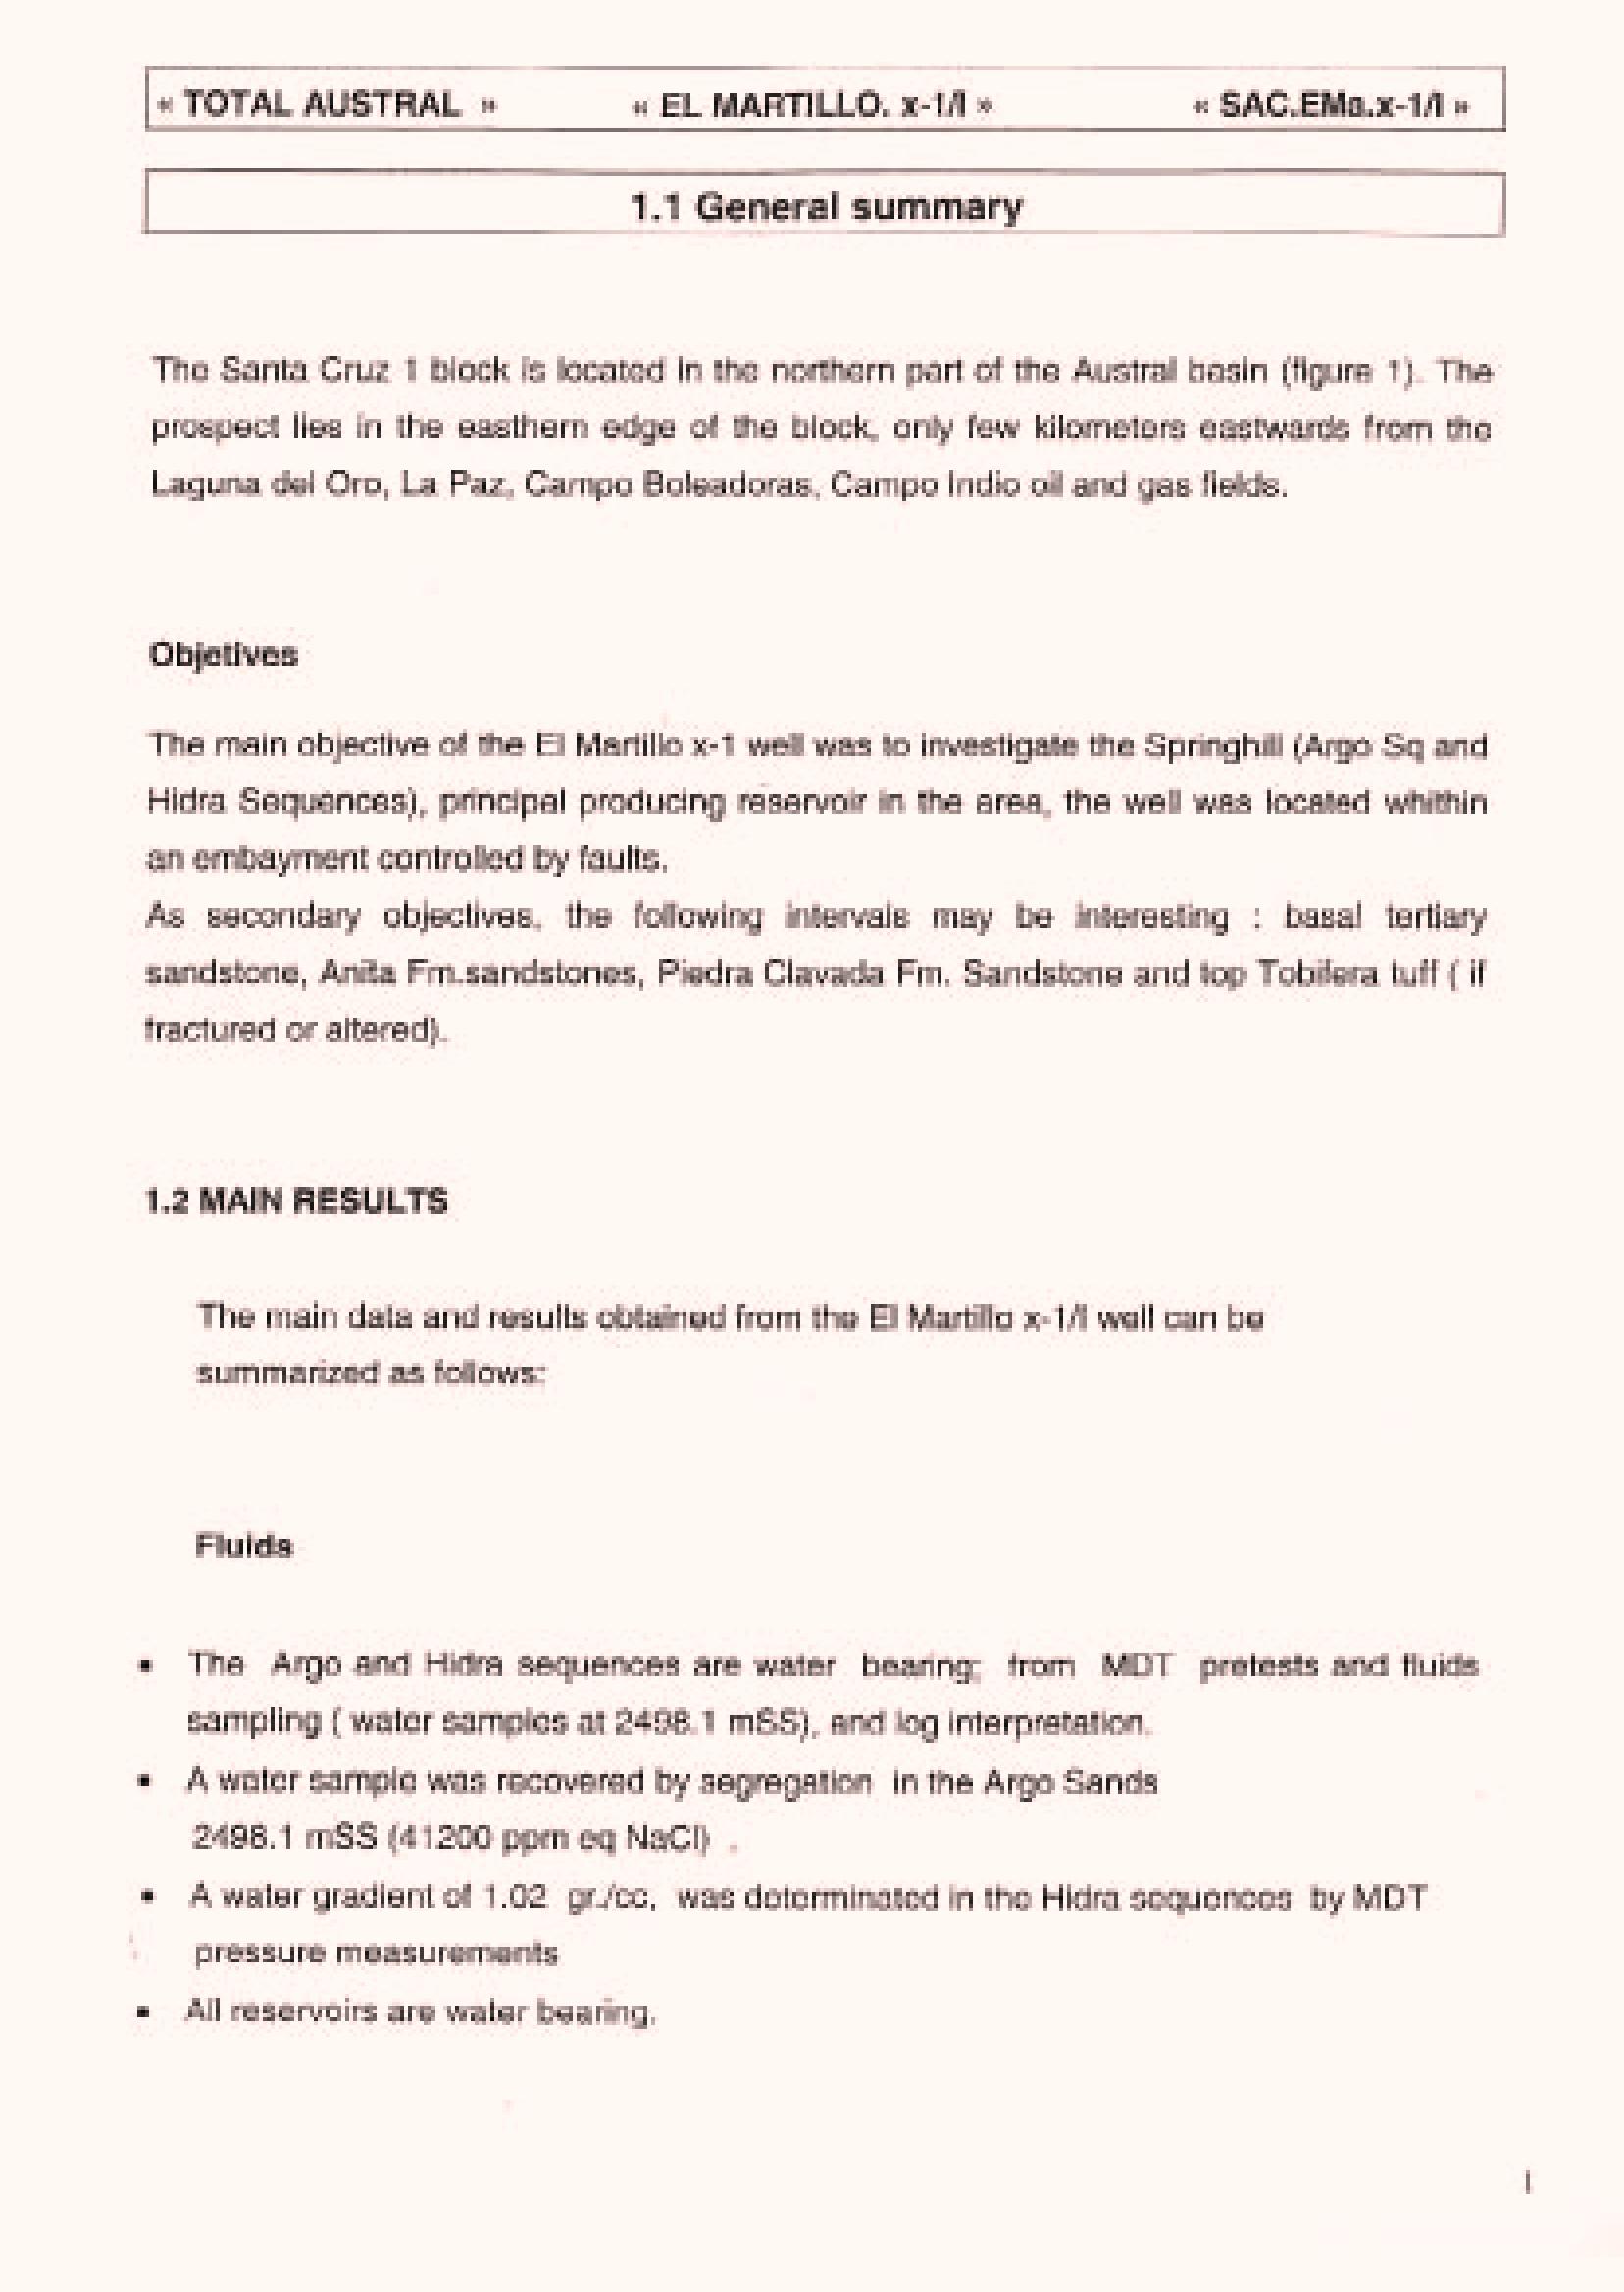 « TOTAL AUSTRAL » « EL MARTILLO. x-1/I » « SAC.EMa.x-1/I »
1.1 General summary
The Santa Cruz 1 block is located in the northern part of the Austral basin (figure 1). The
prospect lies in the easthern edge of the block, only few kilometers eastwards from the
Laguna del Oro, La Paz, Campo Boleadoras, Campo Indio oil and gas fields.
Objetives
The main objective of the El Martillo x-1 well was to investigate the Springhill (Argo Sq and
Hidra Sequences), principal producing reservoir in the area, the well was located whithin
an embayment controlled by faults.
As secondary objectives, the following intervals may be interesting : basal tertiary
sandstone, Anita Fm.sandstones, Piedra Clavada Fm. Sandstone and top Tobifera tuff ( if
fractured or altered).
1.2 MAIN RESULTS
The main data and results obtained from the El Martillo x-1/I well can be
summarized as follows:
Fluids
• The Argo and Hidra sequences are water bearing; from MDT pretests and fluids
sampling ( water samples at 2498.1 mSS), and log interpretation.
• A water sample was recovered by segregation in the Argo Sands
2498.1 mSS (41200 ppm eq NaCl) .
• A water gradient of 1.02 gr./cc, was determinated in the Hidra sequences by MDT
pressure measurements
• All reservoirs are water bearing.